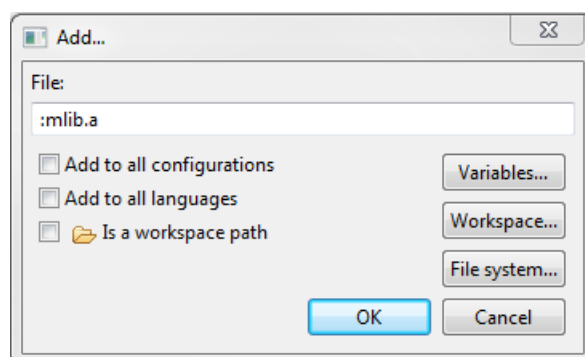 Add...
File:
:mlib.a
Add to all configurations
Variables...
Add to all languages
Workspace...
Is a workspace path
File system...
OK
Cancel